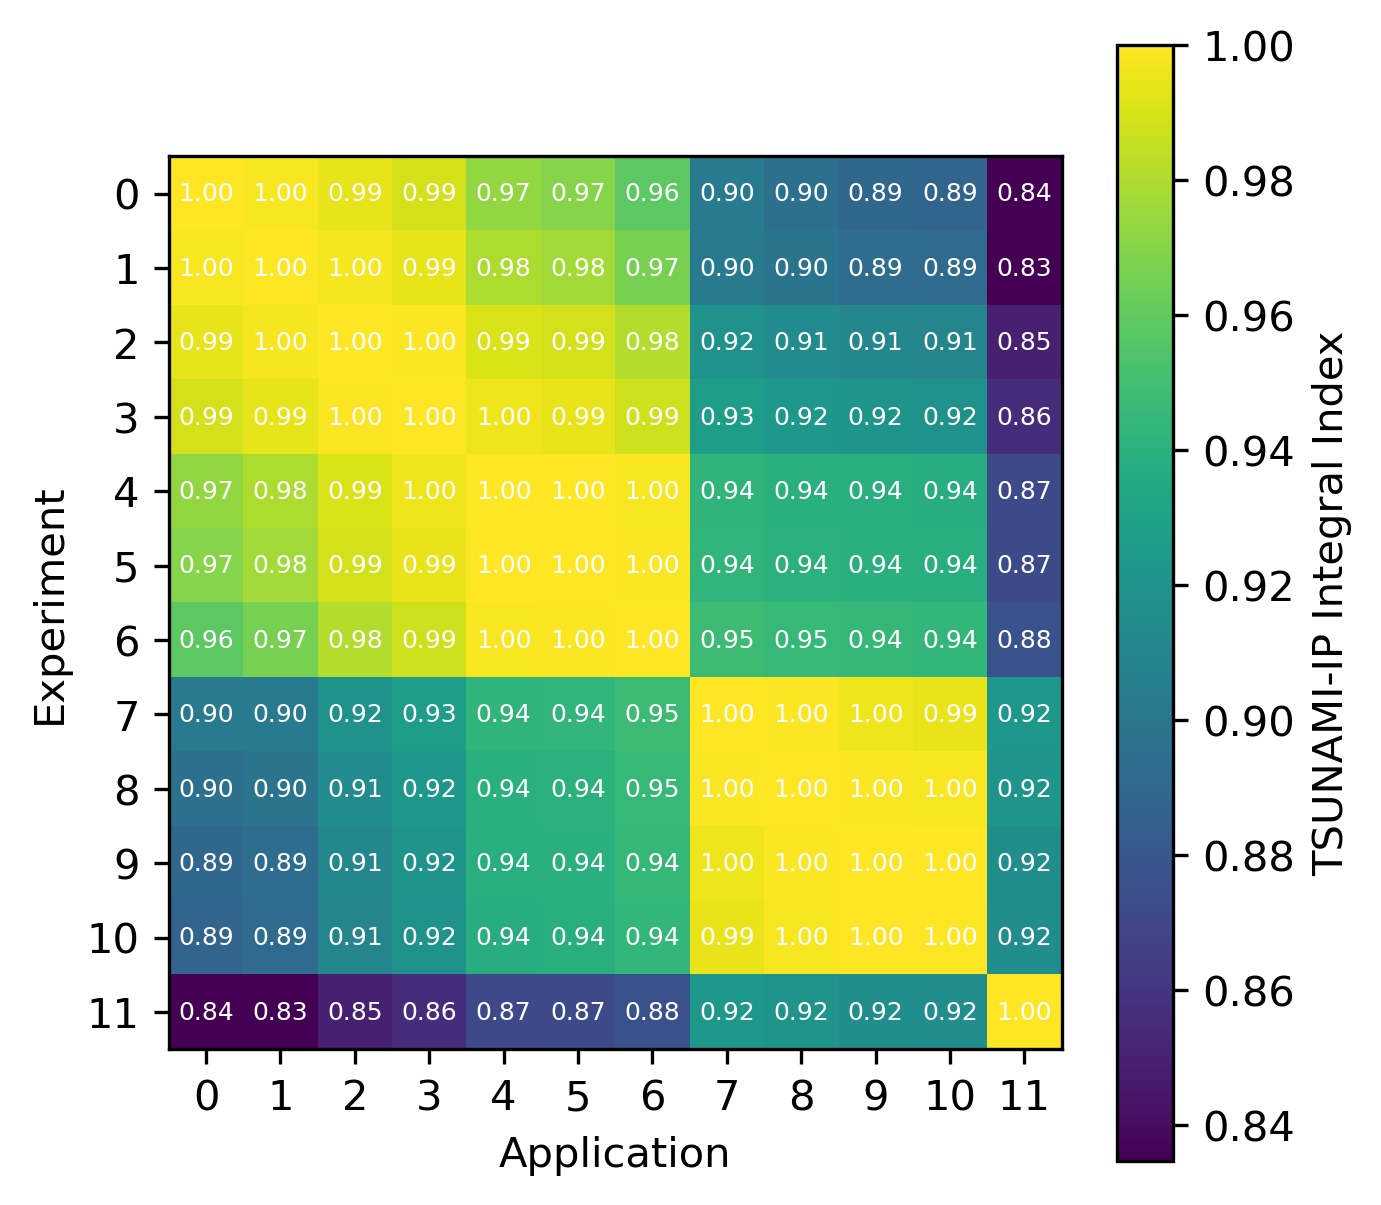 1.00
0 1.00 1.00 0.99 0.99 0.97 0.97 0.96 0.90 0.90 0.89 0.89 0.84
1 1.00 1.00 1.00 0.99 0.98 0.98 0.97 0.90 0.90 0.89 0.89 0.83
2 0.99 1.00 1.00 1.00 0.99 0.99 0.98 0.92 0.91 0.91 0.91 0.85
3 0.99 0.99 1.00 1.00 1.00 0.99 0.99 0.93 0.92 0.92 0.92 0.86
4 0.97 0.98 0.99 1.00 1.00 1.00 1.00 0.94 0.94 0.94 0.94 0.87
5 0.97 0.98 0.99 0.99 1.00 1.00 1.00 0.94 0.94 0.94 0.94 0.87
6 0.96 0.97 0.98 0.99 1.00 1.00 1.00 0.95 0.95 0.94 0.94 0.88
7 0.90 0.90 0.92 0.93 0.94 0.94 0.95 1.00 1.00 1.00 0.99 0.92
8 0.90 0.90 0.91 0.92 0.94 0.94 0.95 1.00 1.00 1.00 1.00 0.92
9 0.89 0.89 0.91 0.92 0.94 0.94 0.94 1.00 1.00 1.00 1.00 0.92
10 0.89 0.89 0.91 0.92 0.94 0.94 0.94 0.99 1.00 1.00 1.00 0.92
11 0.84 0.83 0.85 0.86 0.87 0.87 0.88 0.92 0.92 0.92 0.92 1.00
0 1 2 3 4 5 6 7 8 9 10 11
Application
Experiment
0.98
0.96
0.94
0.92
0.90
0.88
0.86
0.84
TSUNAMI-IP Integral Index